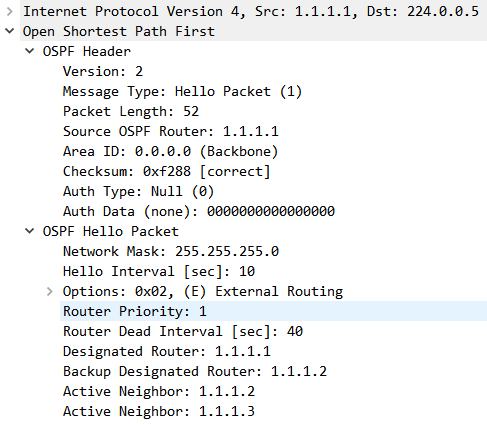 Internet Protocol Version 4, Src: 1.1.1.1, Dst: 224.0.0.5
Open Shortest Path First
OSPF Header
Version: 2
Message Type: Hello Packet (1)
Packet Length: 52
Source OSPF Router: 1.1.1.1
Area ID: 0.0.0.0 (Backbone)
Checksum: 0xf288 [correct]
Auth Type: Null (0)
Auth Data (none): 0000000000000000
OSPF Hello Packet
Network Mask: 255.255.255.0
Hello Interval [sec]: 10
Options: 0x02, (E) External Routing
Router Priority: 1
Router Dead Interval [sec]: 40
Designated Router: 1.1.1.1
Backup Designated Router: 1.1.1.2
Active Neighbor: 1.1.1.2
Active Neighbor: 1.1.1.3